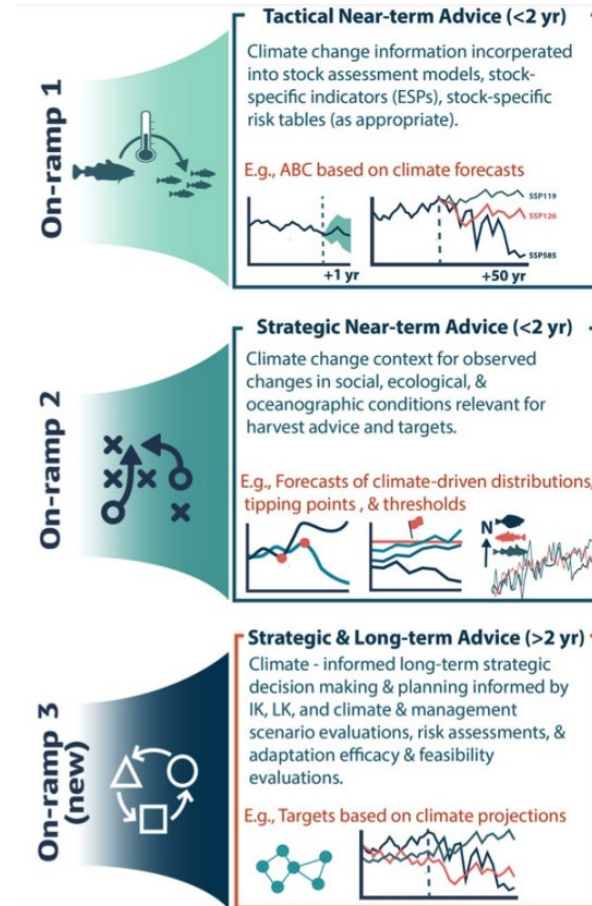 On-ramp 1
Tactical Near-term Advice (<2 yr)
Climate change information incorperated
into stock assessment models, stock-
specific indicators (ESPs), stock-specific
risk tables (as appropriate).
E.g., ABC based on climate forecasts
SSP119
SSP126
SSP585
+1 yr
+50 yr
On-ramp 2
Strategic Near-term Advice (<2 yr)
Climate change context for observed
changes in social, ecological, &
oceanographic conditions relevant for
harvest advice and targets.
E.g., Forecasts of climate-driven distributions,
tipping points , & thresholds
N
On-ramp 3
(new)
Strategic & Long-term Advice (>2 yr)
Climate - informed long-term strategic
decision making & planning informed by
IK, LK, and climate & management
scenario evaluations, risk assessments, &
adaptation efficacy & feasibility
evaluations.
E.g., Targets based on climate projections